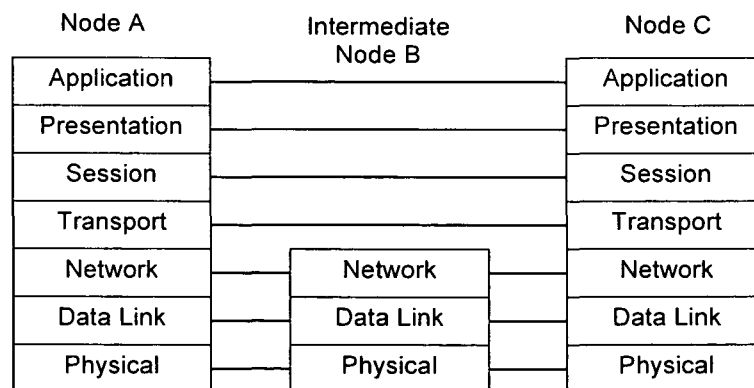 Node A
Intermediate
Node B
Node C
Application
Application
Presentation
Presentation
Session
Session
Transport
Transport
Network
Network
Network
Data Link
Data Link
Data Link
Physical
Physical
Physical